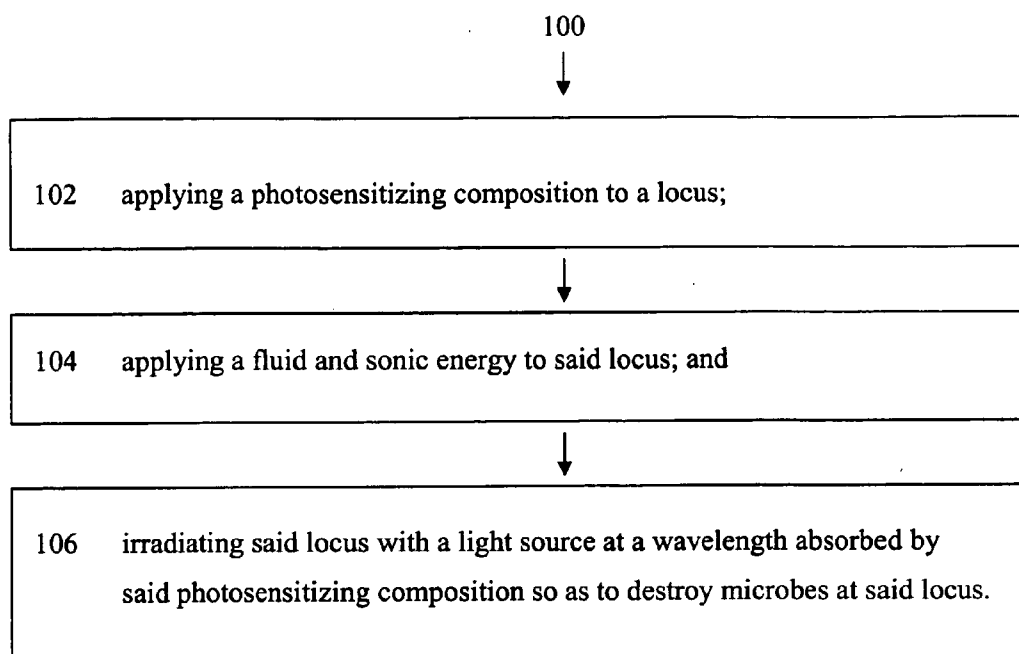 100
102 applying a photosensitizing composition to a locus;
104 applying a fluid and sonic energy to said locus; and
106 irradiating said locus with a light source at a wavelength absorbed by
said photosensitizing composition so as to destroy microbes at said locus.